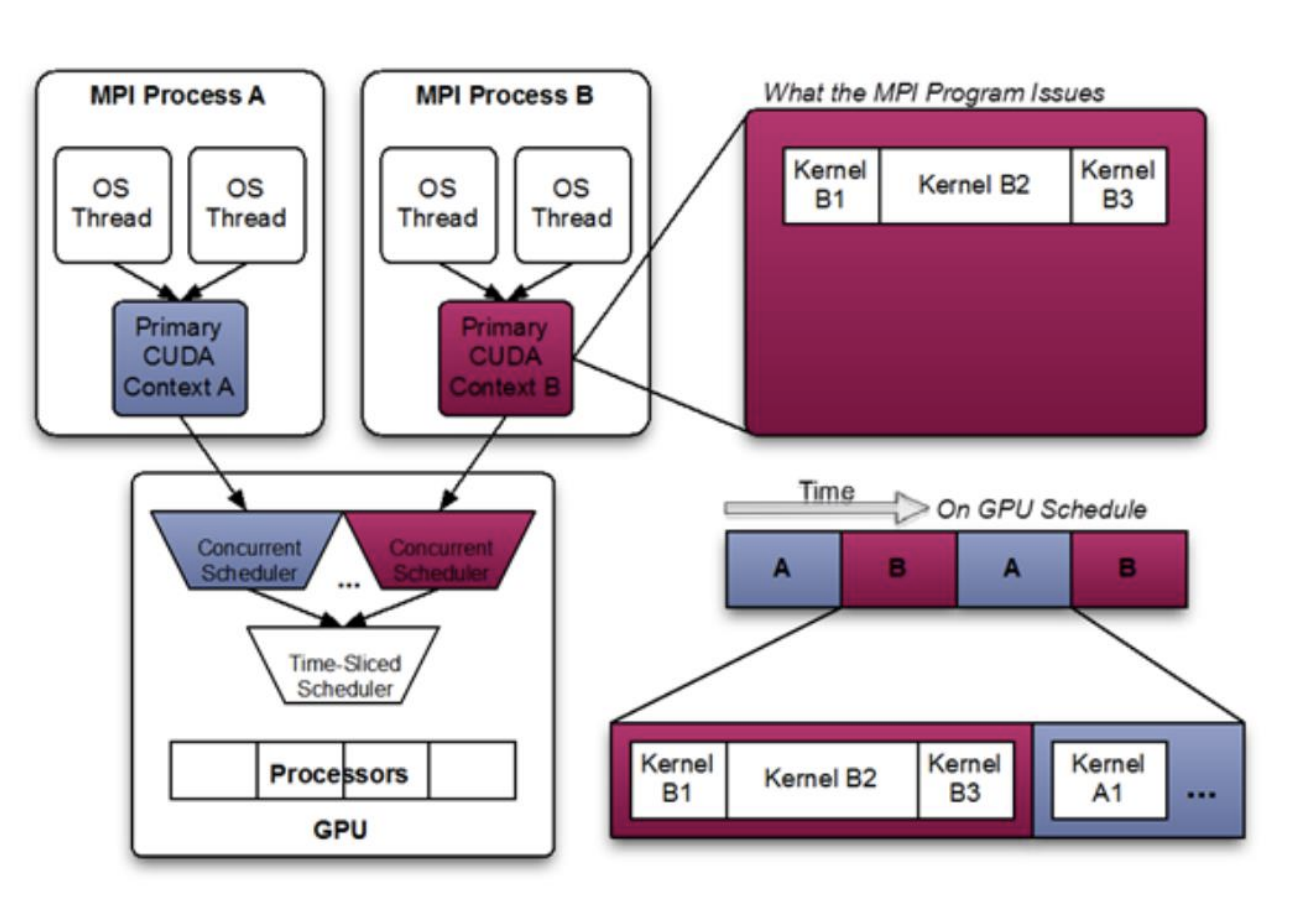 MPI Process A
OS
Thread
OS
Thread
Primary
CUDA
Context A
MPI Process B
OS
Thread
OS
Thread
Primary
CUDA
Context B
What the MPI Program Issues
Kernel
B1
Kernel B2
Kernel
B3
Concurrent
Scheduler
...
Concurrent
Scheduler
Time-Sliced
Scheduler
Processors
GPU
Time
On GPU Schedule
A
B
A
B
Kernel
B1
Kernel B2
Kernel
B3
Kernel
A1
...